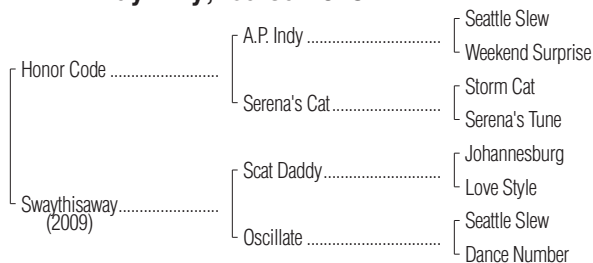 Seattle Slew
A.P. Indy ..............................
Weekend Surprise
Honor Code ........................
Storm Cat
Serena's Cat........................
Serena's Tune
Johannesburg
Scat Daddy..........................
Love Style
Swaythisaway......................
(2009)
Seattle Slew
Oscillate ..............................
Dance Number